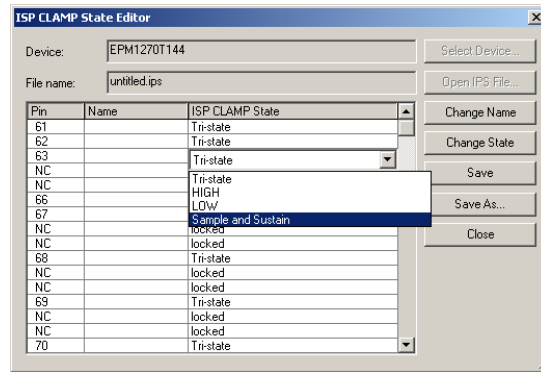 ISP CLAMP State Editor
Device: EPM1270T144 Select Device...
File name: untitled.ips Open IPS File...
Pin Name ISP CLAMP State Change Name
61 Tri-state
62 Tri-state Change State
63 Tri-state
NC Tri-state Save
NC HIGH
66 LOW Save As...
67 Sample and Sustain
NC locked Close
NC locked
68 Tri-state
NC locked
NC locked
69 Tri-state
NC locked
NC locked
70 Tri-state